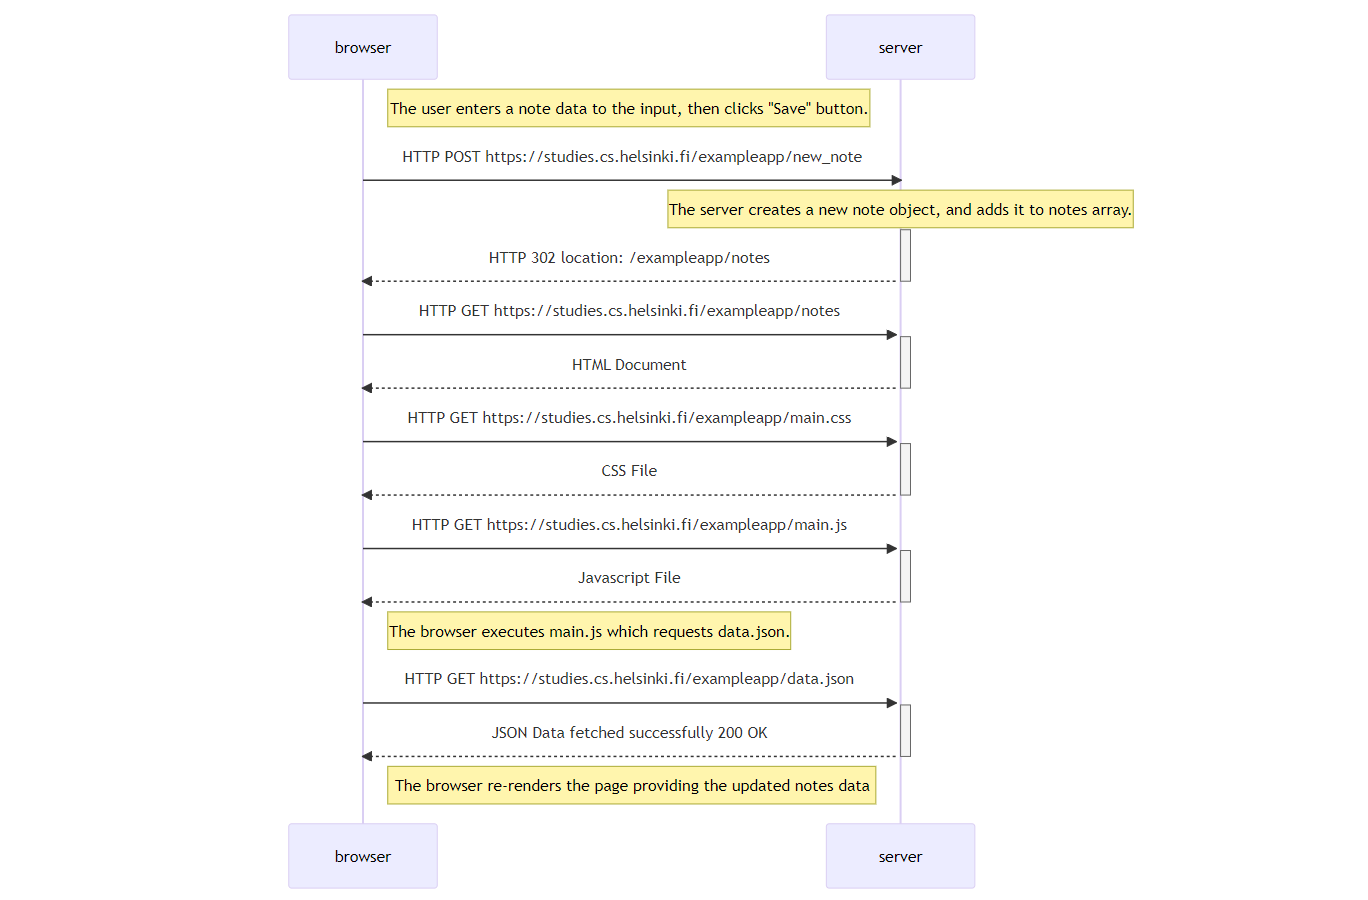 browser
server
The user enters a note data to the input, then clicks "Save" button.
HTTP POST https://studies.cs.helsinki.fi/exampleapp/new_note
The server creates a new note object, and adds it to notes array.
HTTP 302 location: /exampleapp/notes
HTTP GET https://studies.cs.helsinki.fi/exampleapp/notes
HTML Document
HTTP GET https://studies.cs.helsinki.fi/exampleapp/main.css
CSS File
HTTP GET https://studies.cs.helsinki.fi/exampleapp/main.js
Javascript File
The browser executes main.js which requests data.json.
HTTP GET https://studies.cs.helsinki.fi/exampleapp/data.json
JSON Data fetched successfully 200 OK
The browser re-renders the page providing the updated notes data
browser
server